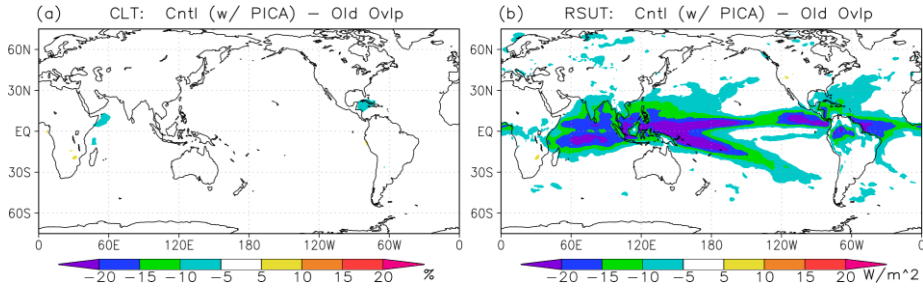 (a) CLT: Cntl (w/ PICA) – Old Ovlp
60N
30N
EQ
30S
60S
0 60E 120E 180 120W 60W 0
−20 −15 −10 −5 5 10 15 20 %
(b) RSUT: Cntl (w/ PICA) – Old Ovlp
60N
30N
EQ
30S
60S
0 60E 120E 180 120W 60W 0
−20 −15 −10 −5 5 10 15 20 W/m^2